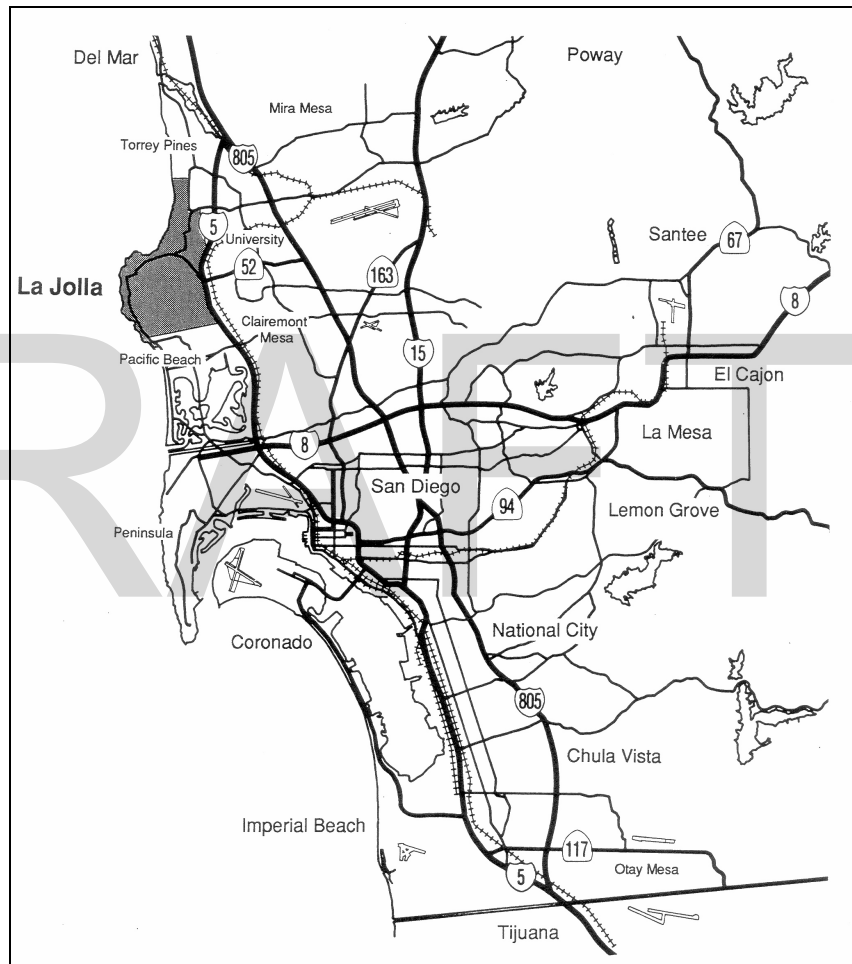 Del Mar
Poway
Mira Mesa
Torrey Pines
805
5
University
Santee
67
52
163
La Jolla
8
Clairemont
Mesa
15
Pacific Beach
El Cajon
La Mesa
8
San Diego
94
Lemon Grove
Peninsula
RAFT
National City
Coronado
805
Chula Vista
Imperial Beach
117
Otay Mesa
5
Tijuana